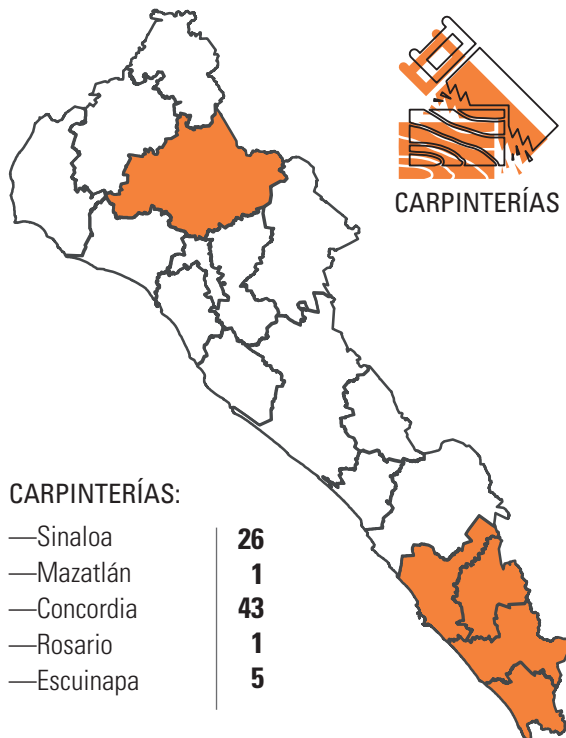 CARPINTERÍAS
CARPINTERÍAS:
—Sinaloa 26
—Mazatlán 1
—Concordia 43
—Rosario 1
—Escuinapa 5